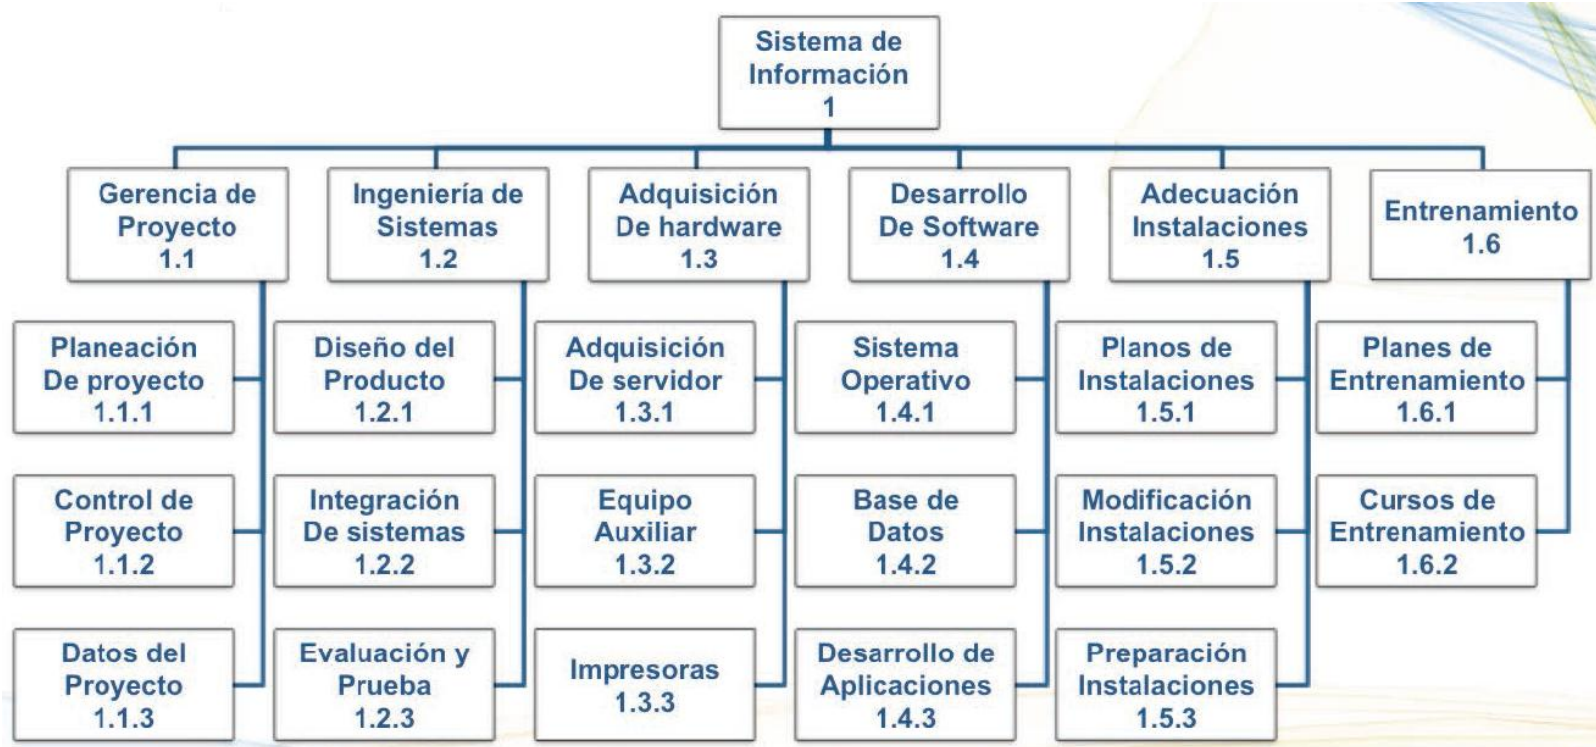 Sistema de
Información
1
Gerencia de
Proyecto
1.1
Ingeniería de
Sistemas
1.2
Adquisición
De hardware
1.3
Desarrollo
De Software
1.4
Adecuación
Instalaciones
1.5
Entrenamiento
1.6
Planeación
De proyecto
1.1.1
Diseño del
Producto
1.2.1
Adquisición
De servidor
1.3.1
Sistema
Operativo
1.4.1
Planos de
Instalaciones
1.5.1
Planes de
Entrenamiento
1.6.1
Control de
Proyecto
1.1.2
Integración
De sistemas
1.2.2
Equipo
Auxiliar
1.3.2
Base de
Datos
1.4.2
Modificación
Instalaciones
1.5.2
Cursos de
Entrenamiento
1.6.2
Datos del
Proyecto
1.1.3
Evaluación y
Prueba
1.2.3
Impresoras
1.3.3
Desarrollo de
Aplicaciones
1.4.3
Preparación
Instalaciones
1.5.3